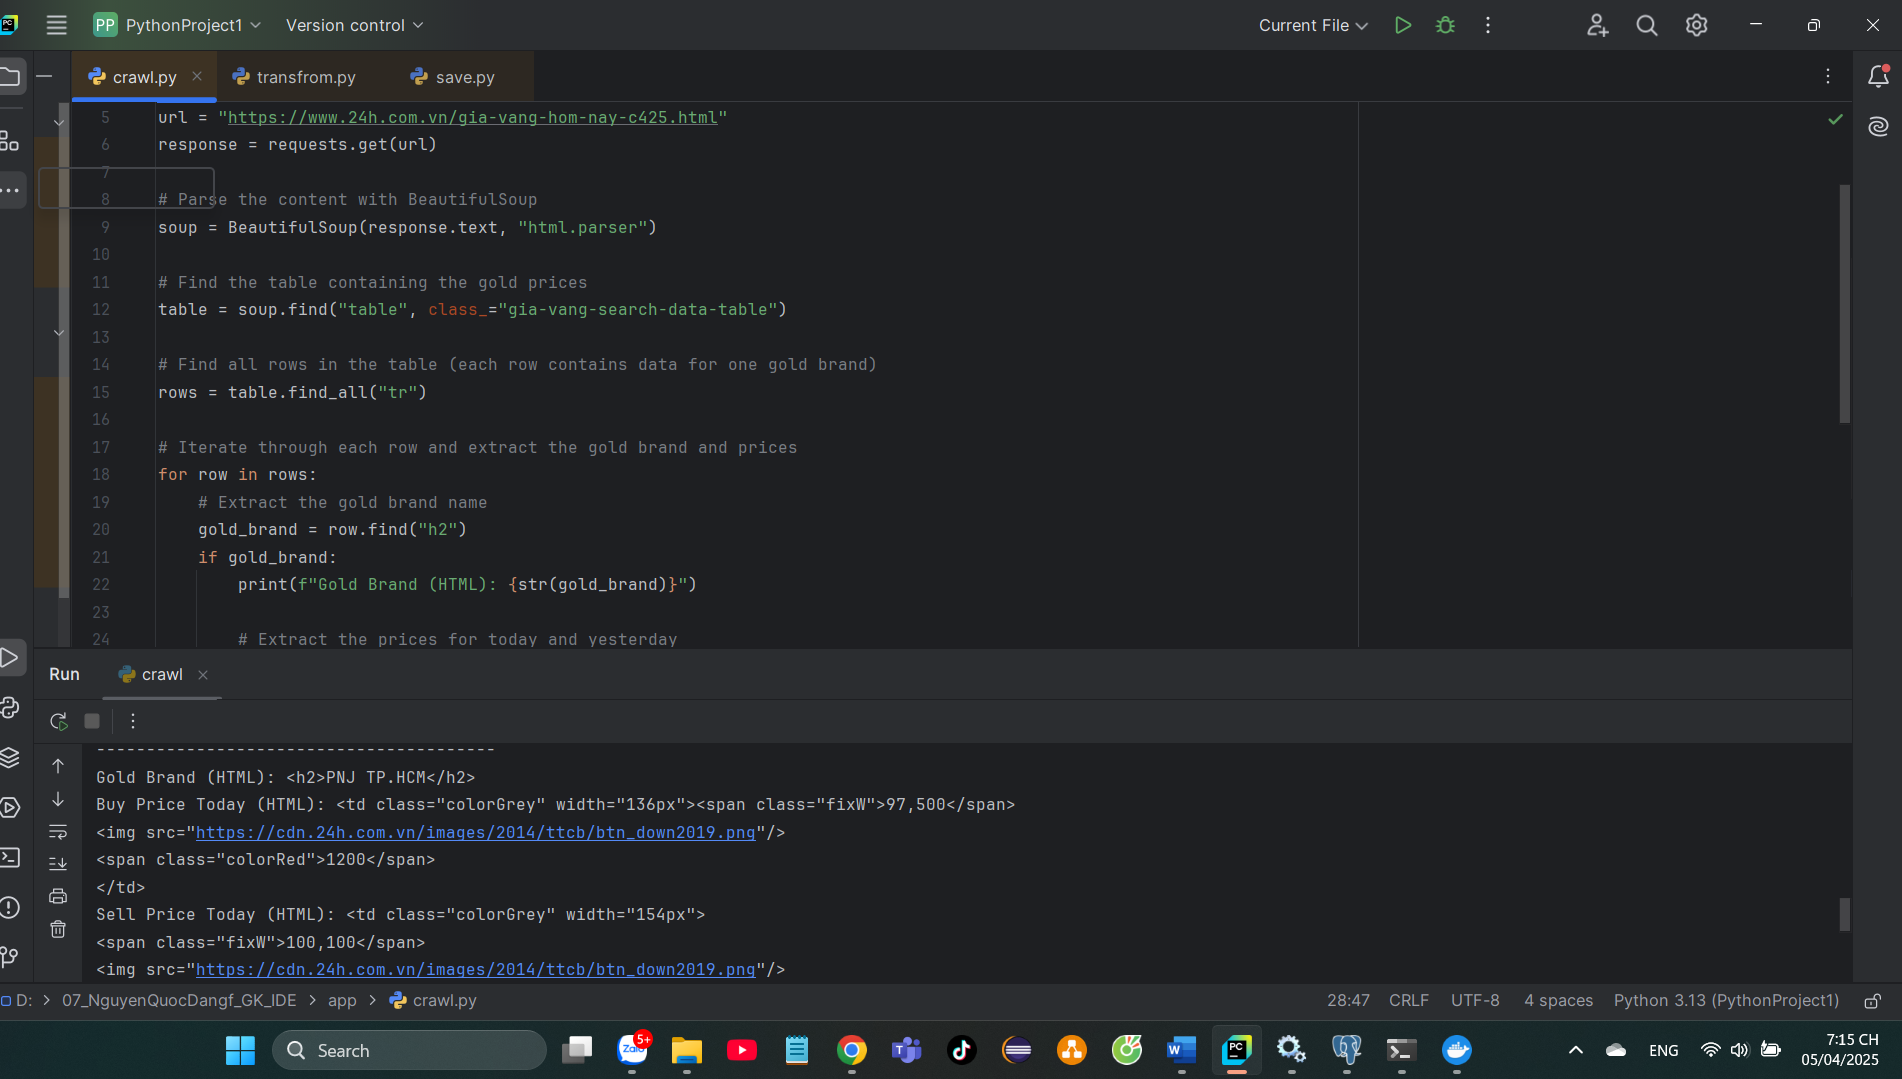 PC
PP PythonProject1 Version control Current File
crawl.py transfrom.py save.py
5 url = "https://www.24h.com.vn/gia-vang-hom-nay-c425.html"
6 response = requests.get(url)
7
8 # Parse the content with BeautifulSoup
9 soup = BeautifulSoup(response.text, "html.parser")
10
11 # Find the table containing the gold prices
12 table = soup.find("table", class_="gia-vang-search-data-table")
13
14 # Find all rows in the table (each row contains data for one gold brand)
15 rows = table.find_all("tr")
16
17 # Iterate through each row and extract the gold brand and prices
18 for row in rows:
19 # Extract the gold brand name
20 gold_brand = row.find("h2")
21 if gold_brand:
22 print(f"Gold Brand (HTML): {str(gold_brand)}")
23
24 # Extract the prices for today and yesterday
Run crawl
----------------------------------------
Gold Brand (HTML): <h2>PNJ TP.HCM</h2>
Buy Price Today (HTML): <td class="colorGrey" width="136px"><span class="fixW">97,500</span>
<img src="https://cdn.24h.com.vn/images/2014/ttcb/btn_down2019.png"/>
<span class="colorRed">1200</span>
</td>
Sell Price Today (HTML): <td class="colorGrey" width="154px">
<span class="fixW">100,100</span>
<img src="https://cdn.24h.com.vn/images/2014/ttcb/btn_down2019.png"/>
D: > 07_NguyenQuocDangf_GK_IDE > app > crawl.py 28:47 CRLF UTF-8 4 spaces Python 3.13 (PythonProject1)
Search Zalo 5+ W PC ENG 7:15 CH
05/04/2025